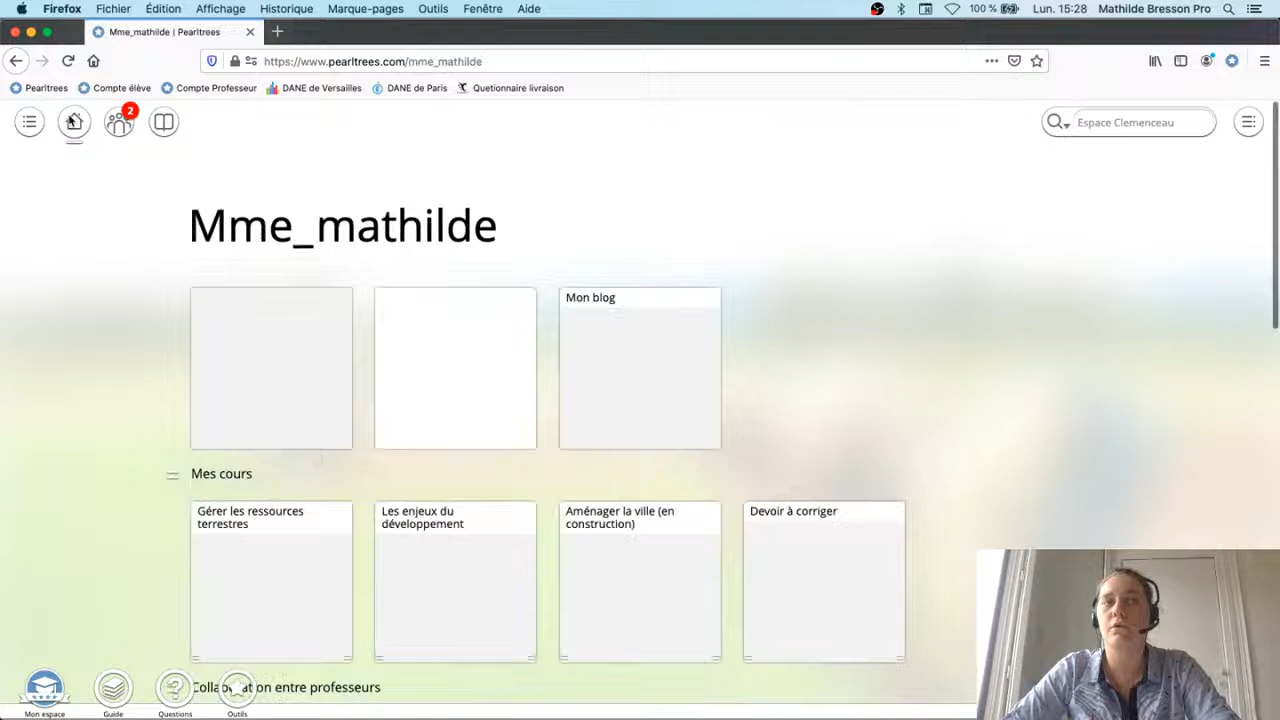 Firefox Fichier Édition Affichage Historique Marque-pages Outils Fenêtre Aide 100 % Lun. 15:28 Mathilde Bresson Pro
Mme_mathilde | Pearltrees
https://www.pearltrees.com/mme_mathilde
Pearltrees Compte élève Compte Professeur DANE de Versailles DANE de Paris Quetionnaire livraison
2
Espace Clemenceau
Mme_mathilde
Mon blog
Mes cours
Gérer les ressources
terrestres
Les enjeux du
développement
Aménager la ville (en
construction)
Devoir à corriger
Collaboration entre professeurs
Mon espace Guide Questions Outils